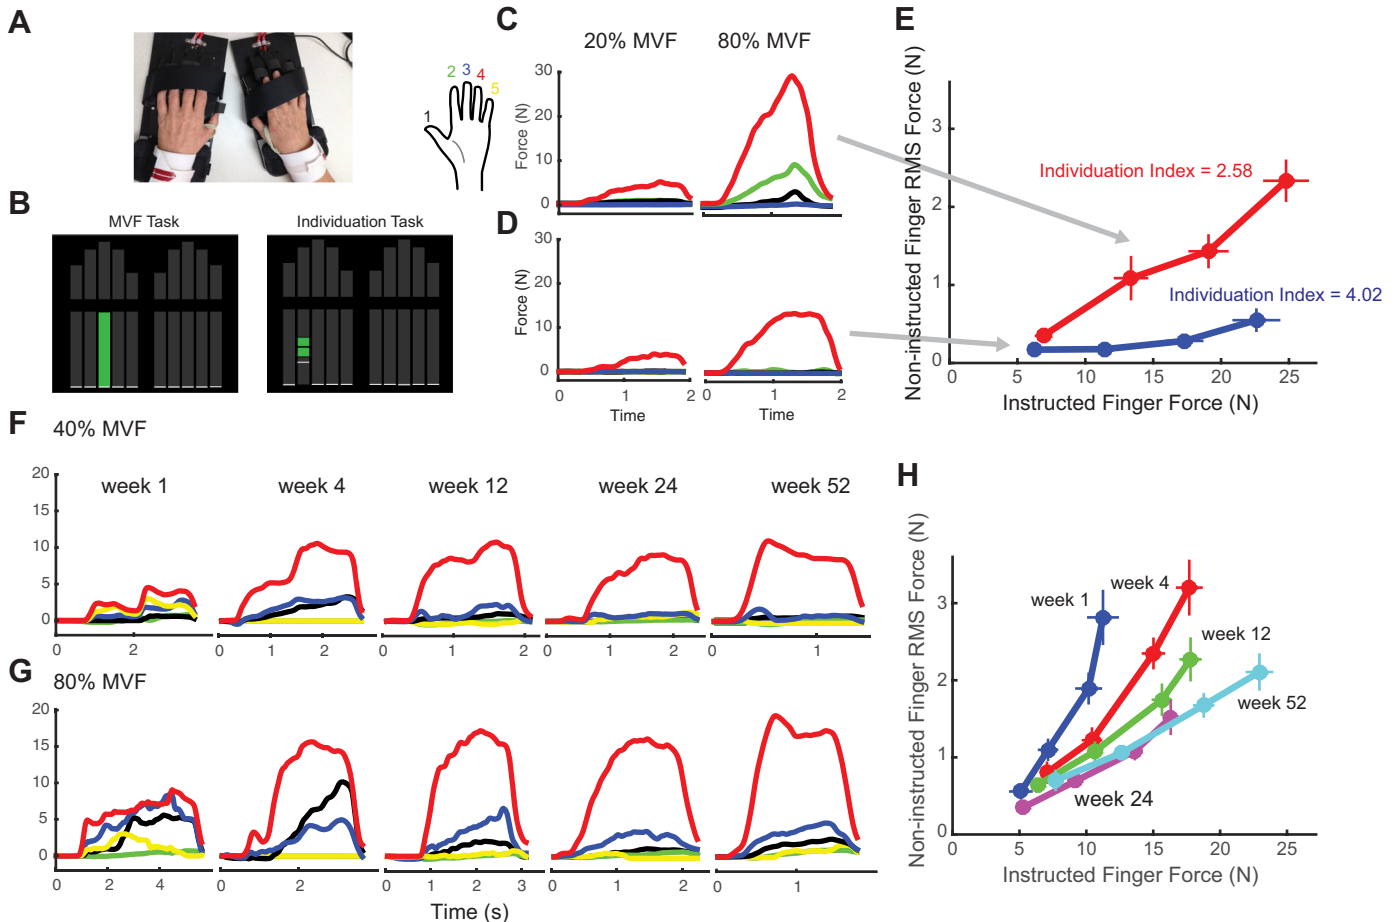 A
1
2
3
4
5
B
MVF Task
Individuation Task
C
20% MVF
80% MVF
Force (N)
30
20
10
0
0
1
2
0
1
2
D
Force (N)
30
20
10
0
0
1
2
0
1
2
Time
Time
E
Non-instructed Finger RMS Force (N)
3
2
1
0
Individuation Index = 2.58
Individuation Index = 4.02
0
5
10
15
20
25
Instructed Finger Force (N)
F
40% MVF
week 1
week 4
week 12
week 24
week 52
20
15
10
5
0
0
2
0
1
2
0
1
2
0
1
2
0
1
G
80% MVF
20
15
10
5
0
0
2
4
0
2
0
1
2
3
0
1
2
0
1
Time (s)
H
Non-instructed Finger RMS Force (N)
3
2
1
0
week 1
week 4
week 12
week 52
week 24
0
5
10
15
20
25
Instructed Finger Force (N)